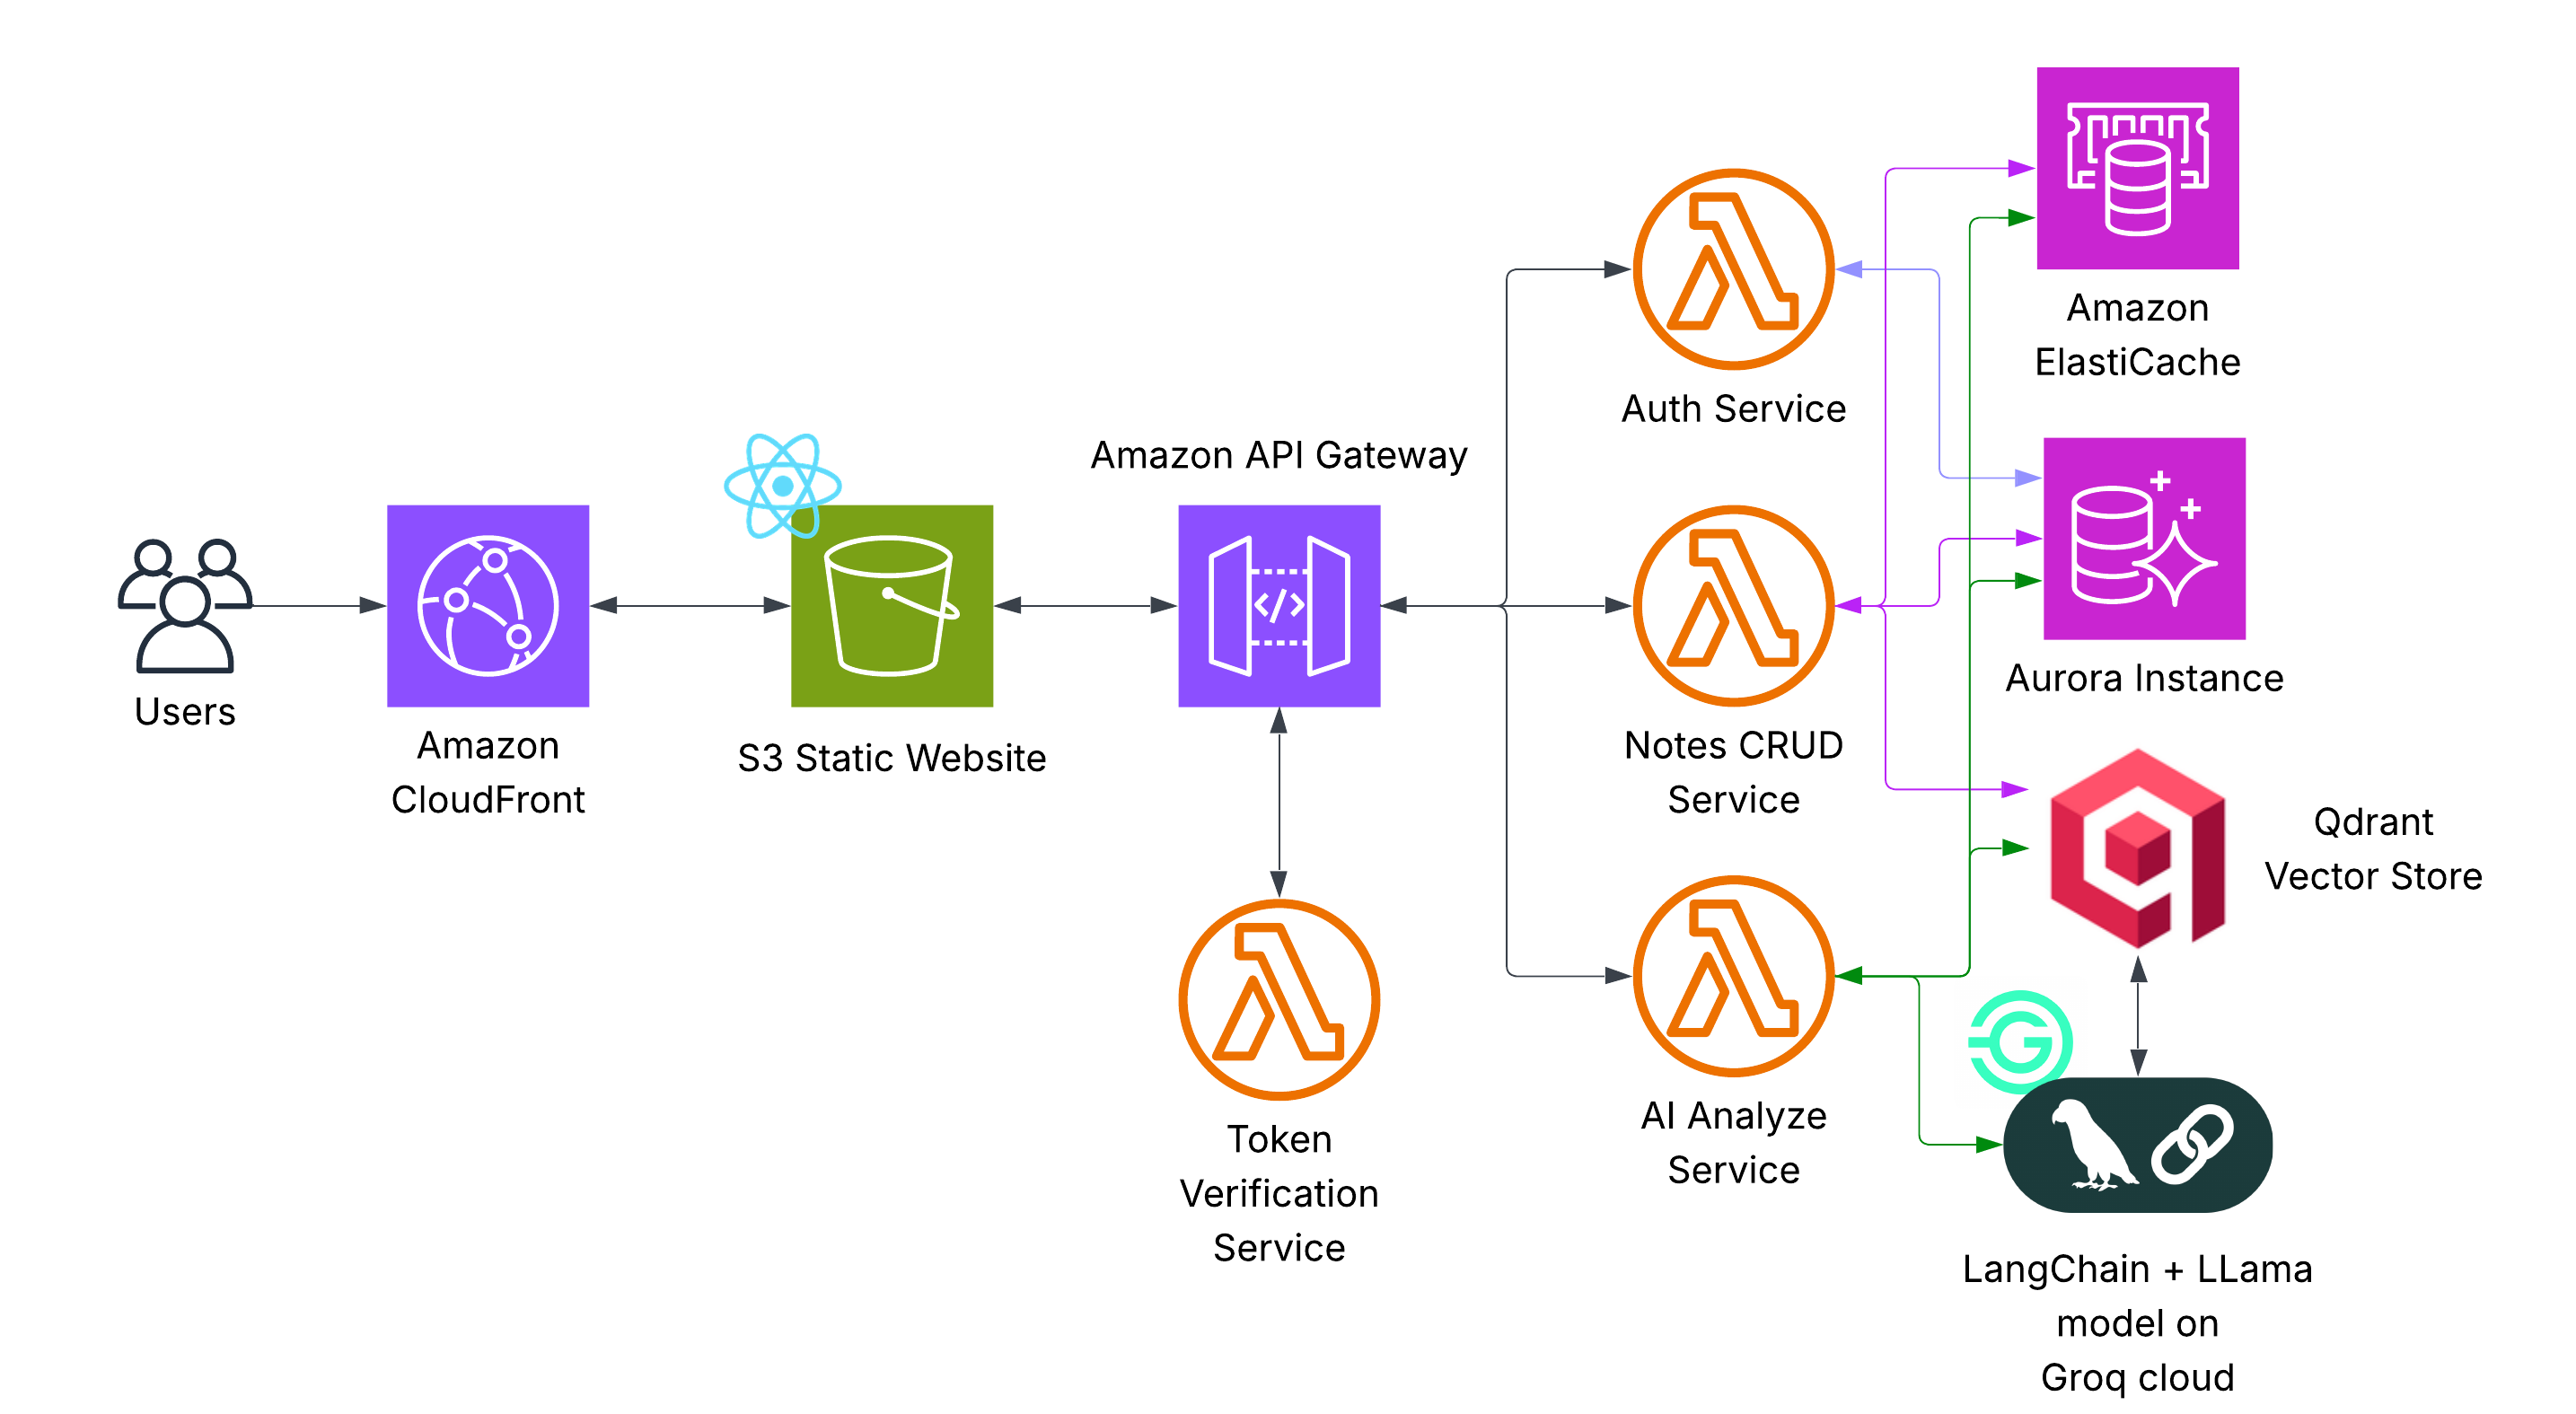 Users
Amazon
CloudFront
S3 Static Website
Amazon API Gateway
</>
Token
Verification
Service
Auth Service
Notes CRUD
Service
AI Analyze
Service
Amazon
ElastiCache
Aurora Instance
Qdrant
Vector Store
G
LangChain + LLama
model on
Groq cloud